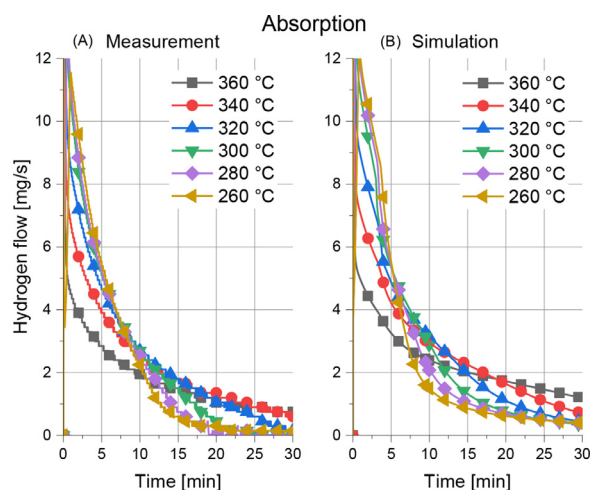 Absorption
(A) Measurement
12
10
8
6
4
2
0
Hydrogen flow [mg/s]
360 °C
340 °C
320 °C
300 °C
280 °C
260 °C
0 5 10 15 20 25 30
Time [min]
(B) Simulation
12
10
8
6
4
2
0
360 °C
340 °C
320 °C
300 °C
280 °C
260 °C
0 5 10 15 20 25 30
Time [min]